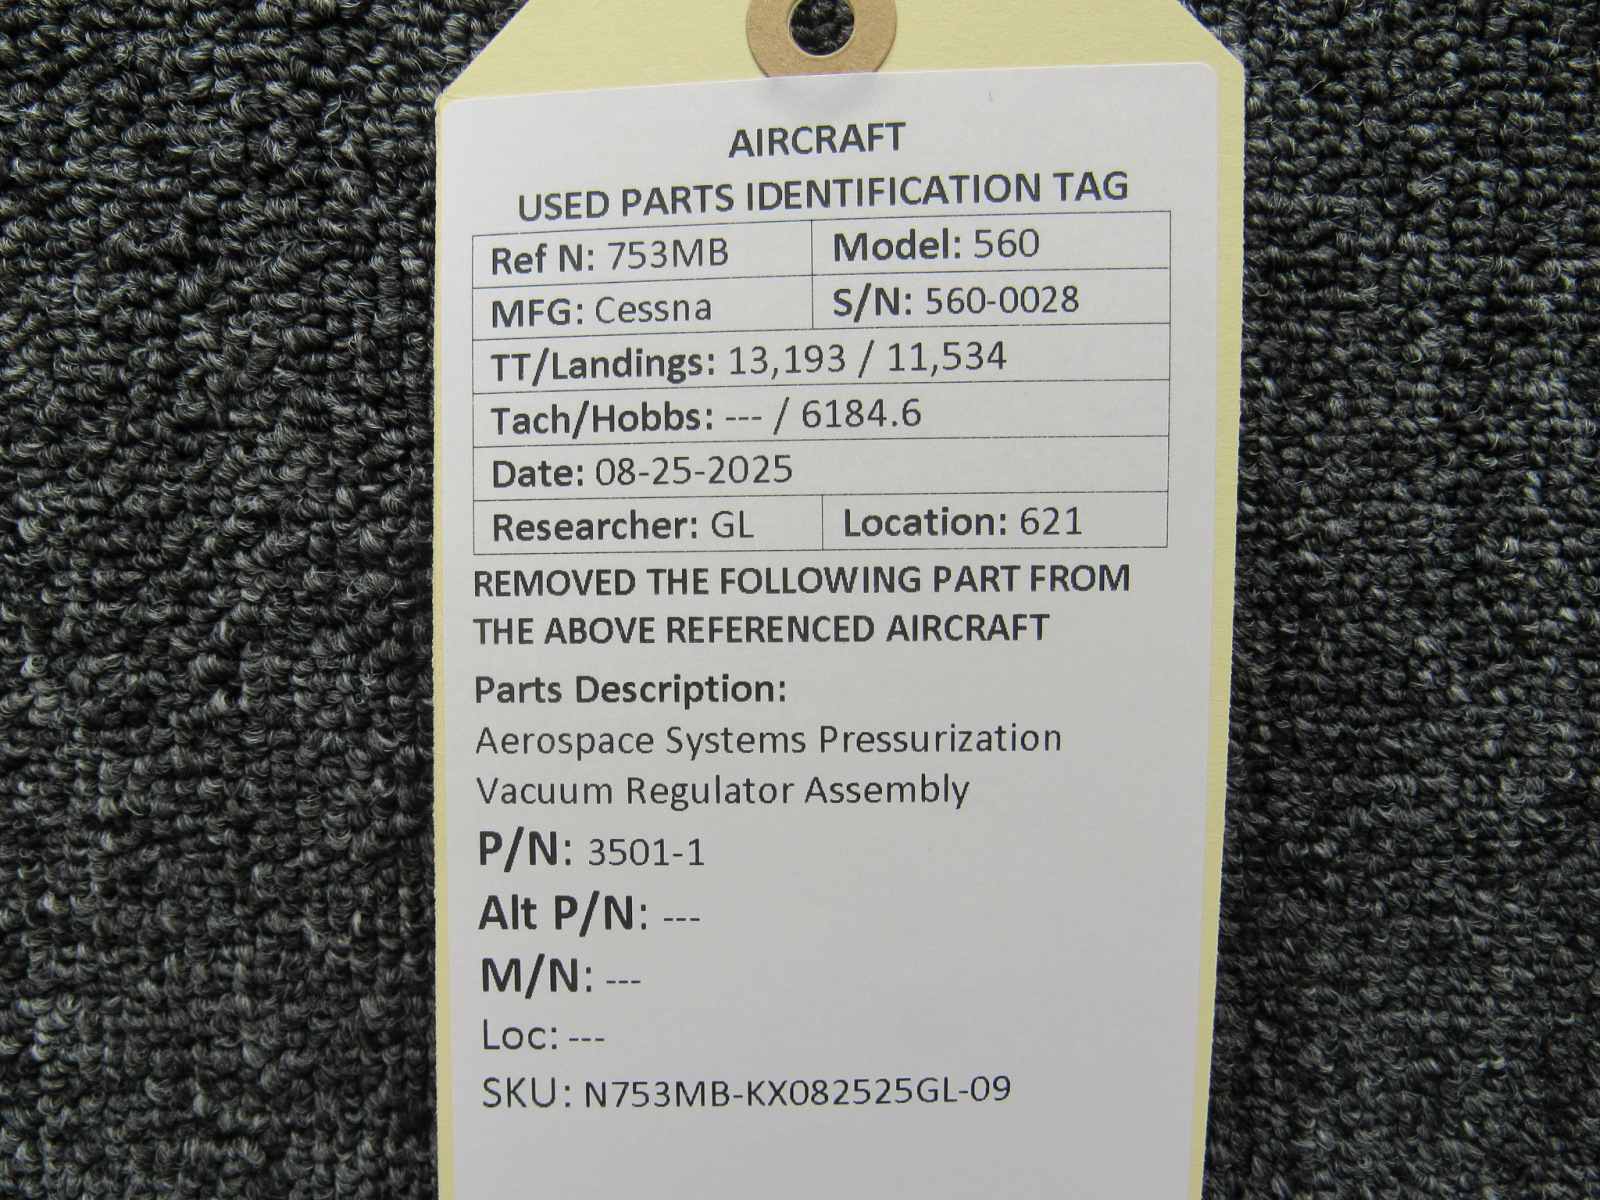 AIRCRAFT
USED PARTS IDENTIFICATION TAG
Ref N: 753MB Model: 560
MFG: Cessna S/N: 560-0028
TT/Landings: 13,193 / 11,534
Tach/Hobbs: --- / 6184.6
Date: 08-25-2025
Researcher: GL Location: 621
REMOVED THE FOLLOWING PART FROM
THE ABOVE REFERENCED AIRCRAFT
Parts Description:
Aerospace Systems Pressurization
Vacuum Regulator Assembly
P/N: 3501-1
Alt P/N: ---
M/N: ---
Loc: ---
SKU: N753MB-KX082525GL-09